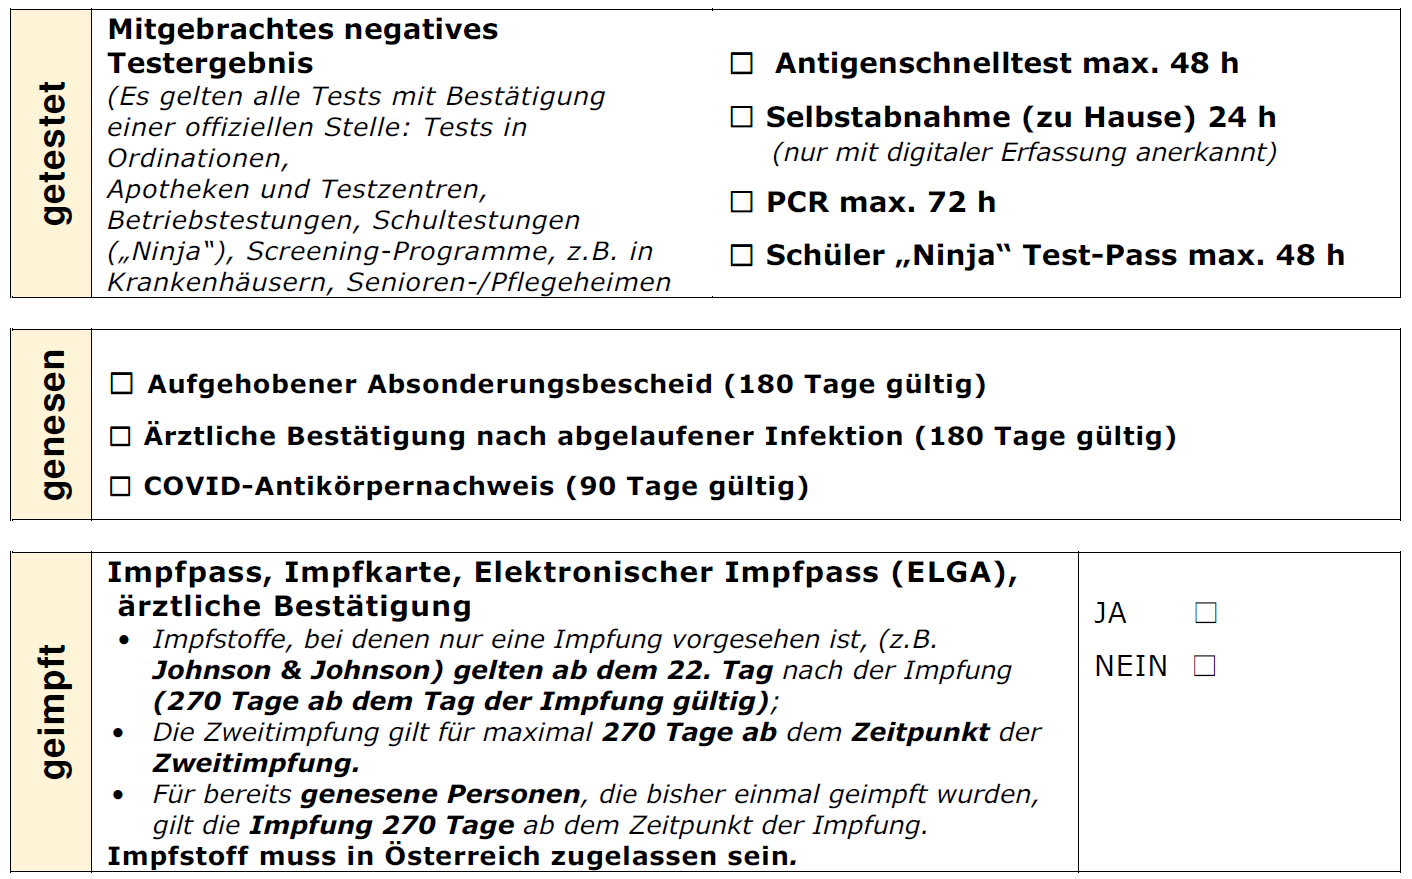 getestet
Mitgebrachtes negatives
Testergebnis
(Es gelten alle Tests mit Bestätigung
einer offiziellen Stelle: Tests in
Ordinationen,
Apotheken und Testzentren,
Betriebstestungen, Schultestungen
(„Ninja“), Screening-Programme, z.B. in
Krankenhäusern, Senioren-/Pflegeheimen
☐ Antigenschnelltest max. 48 h
☐ Selbstabnahme (zu Hause) 24 h
(nur mit digitaler Erfassung anerkannt)
☐ PCR max. 72 h
☐ Schüler „Ninja“ Test-Pass max. 48 h
genesen
☐ Aufgehobener Absonderungsbescheid (180 Tage gültig)
☐ Ärztliche Bestätigung nach abgelaufener Infektion (180 Tage gültig)
☐ COVID-Antikörpernachweis (90 Tage gültig)
geimpft
Impfpass, Impfkarte, Elektronischer Impfpass (ELGA),
ärztliche Bestätigung
• Impfstoffe, bei denen nur eine Impfung vorgesehen ist, (z.B.
Johnson & Johnson) gelten ab dem 22. Tag nach der Impfung
(270 Tage ab dem Tag der Impfung gültig);
• Die Zweitimpfung gilt für maximal 270 Tage ab dem Zeitpunkt der
Zweitimpfung.
• Für bereits genesene Personen, die bisher einmal geimpft wurden,
gilt die Impfung 270 Tage ab dem Zeitpunkt der Impfung.
Impfstoff muss in Österreich zugelassen sein.
JA ☐
NEIN ☐